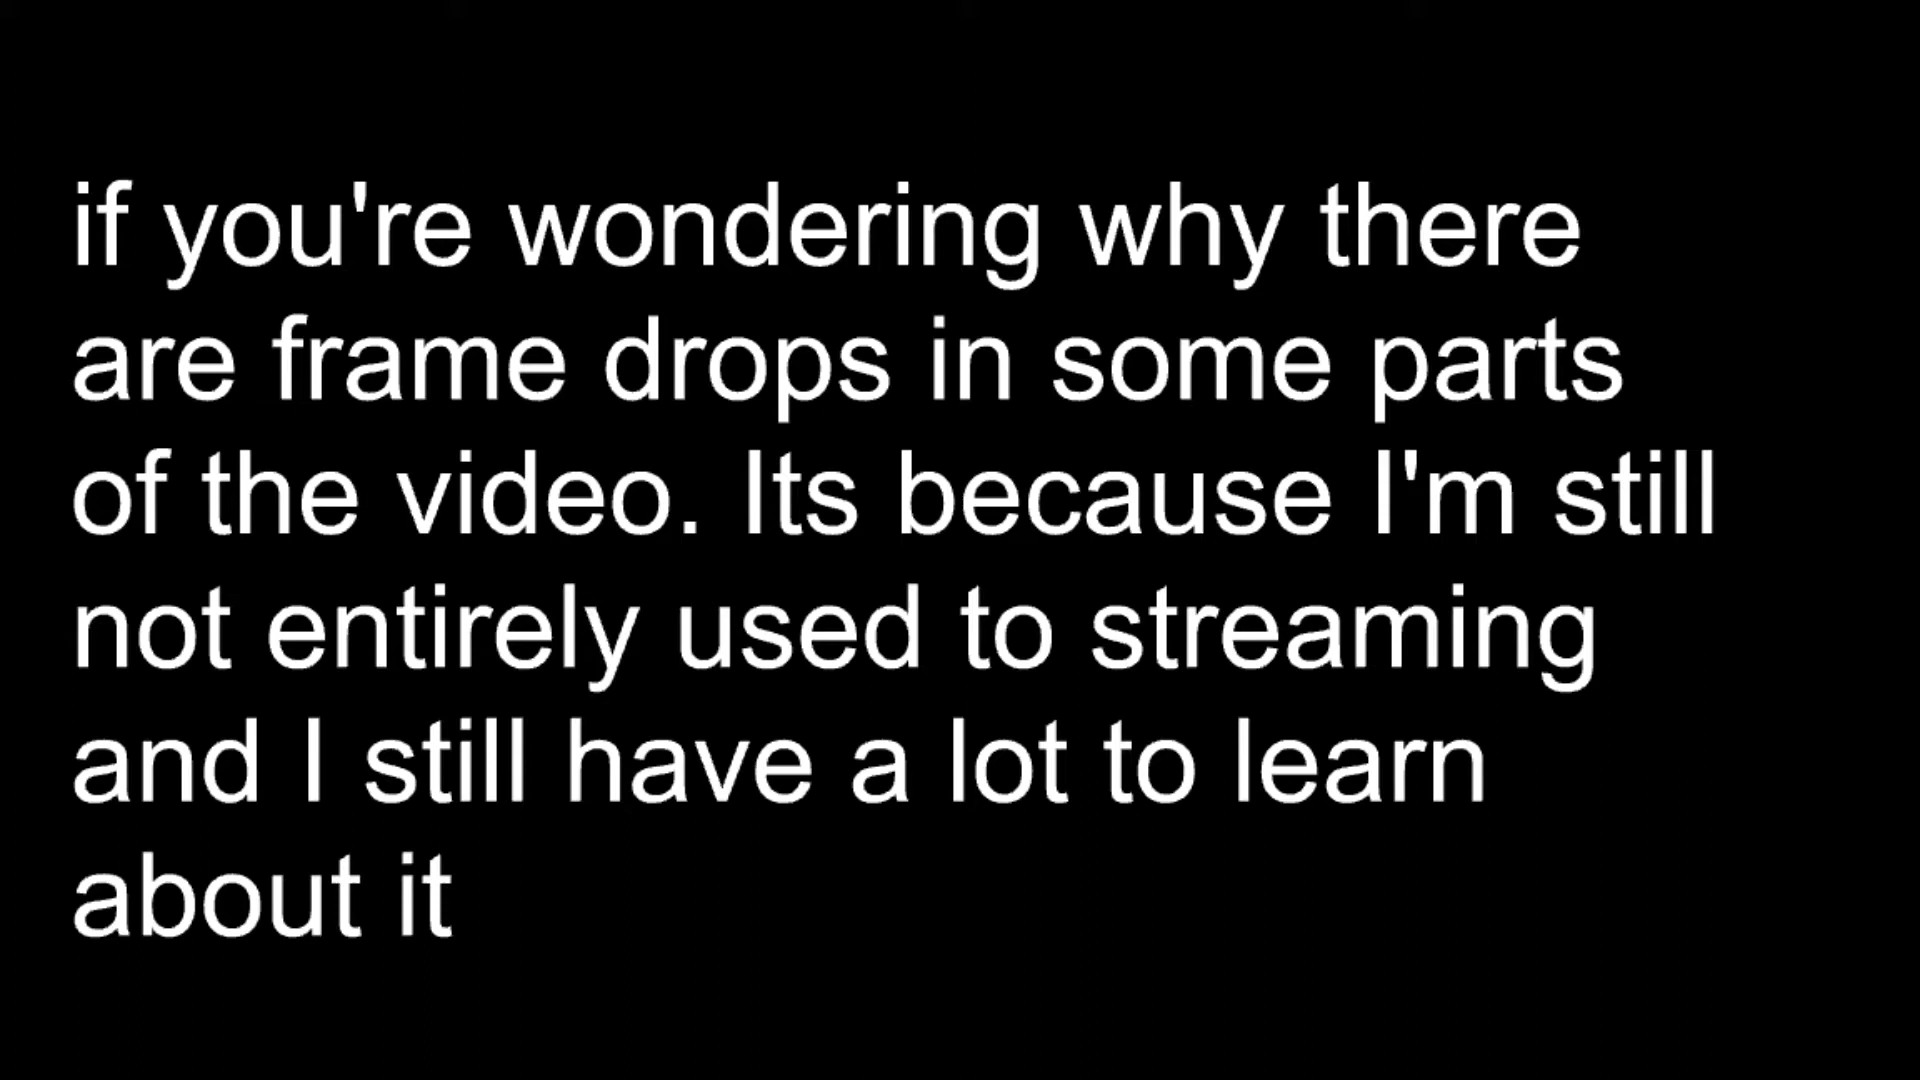 if you're wondering why there
are frame drops in some parts
of the video. Its because I'm still
not entirely used to streaming
and I still have a lot to learn
about it